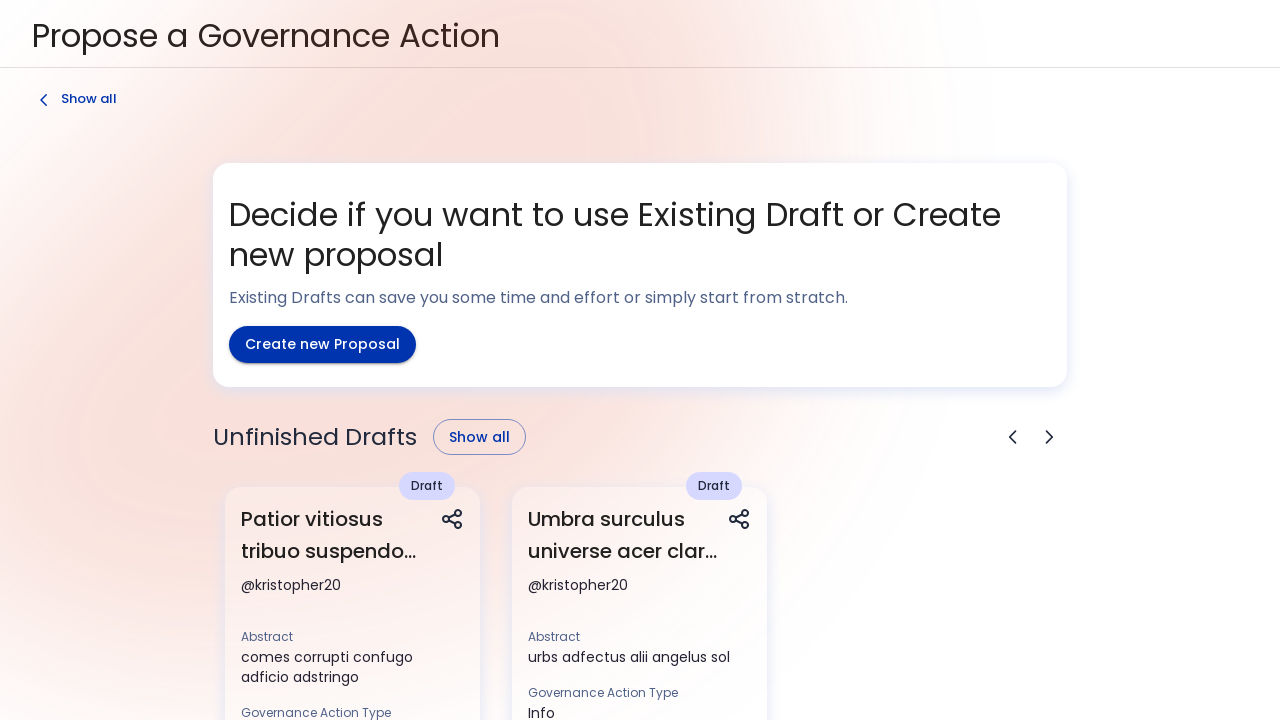 Propose a Governance Action
Show all
Decide if you want to use Existing Draft or Create
new proposal
Existing Drafts can save you some time and effort or simply start from stratch.
Create new Proposal
Unfinished Drafts
Show all
Draft
Patior vitiosus
tribuo suspendo...
@kristopher20
Abstract
comes corrupti confugo
adficio adstringo
Governance Action Type
Draft
Umbra surculus
universe acer clar...
@kristopher20
Abstract
urbs adfectus alii angelus sol
Governance Action Type
Info